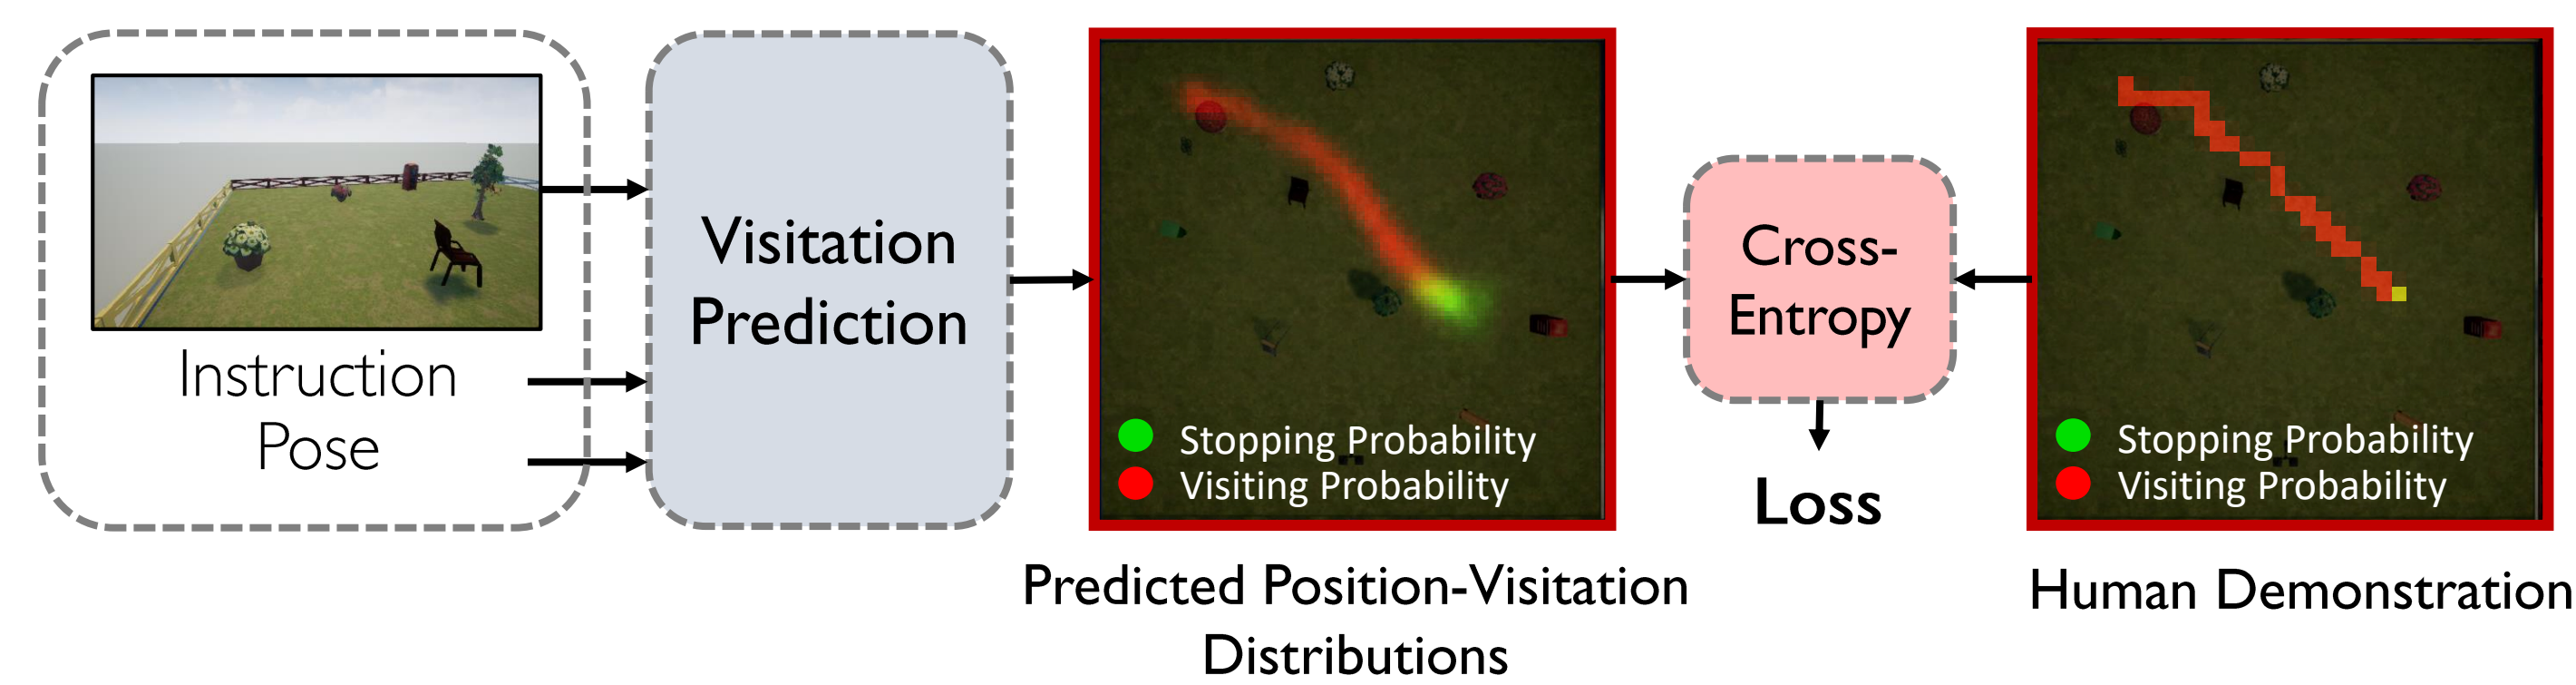 Instruction
Pose
Visitation
Prediction
Stopping Probability
Visiting Probability
Predicted Position-Visitation
Distributions
Cross-
Entropy
Loss
Stopping Probability
Visiting Probability
Human Demonstration